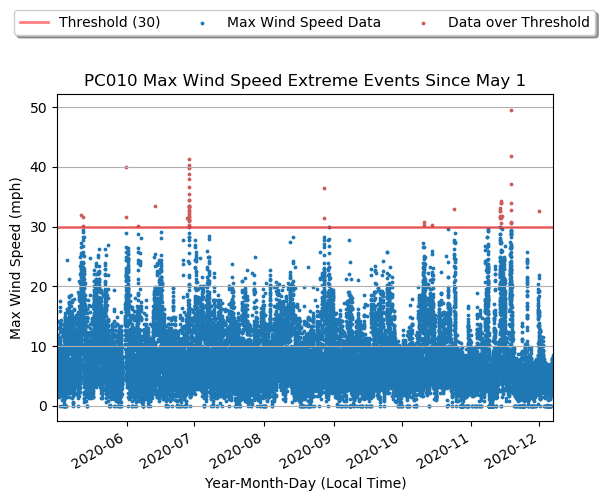 Threshold (30) Max Wind Speed Data Data over Threshold
PC010 Max Wind Speed Extreme Events Since May 1
Max Wind Speed (mph)
50
40
30
20
10
0
2020-06 2020-07 2020-08 2020-09 2020-10 2020-11 2020-12
Year-Month-Day (Local Time)